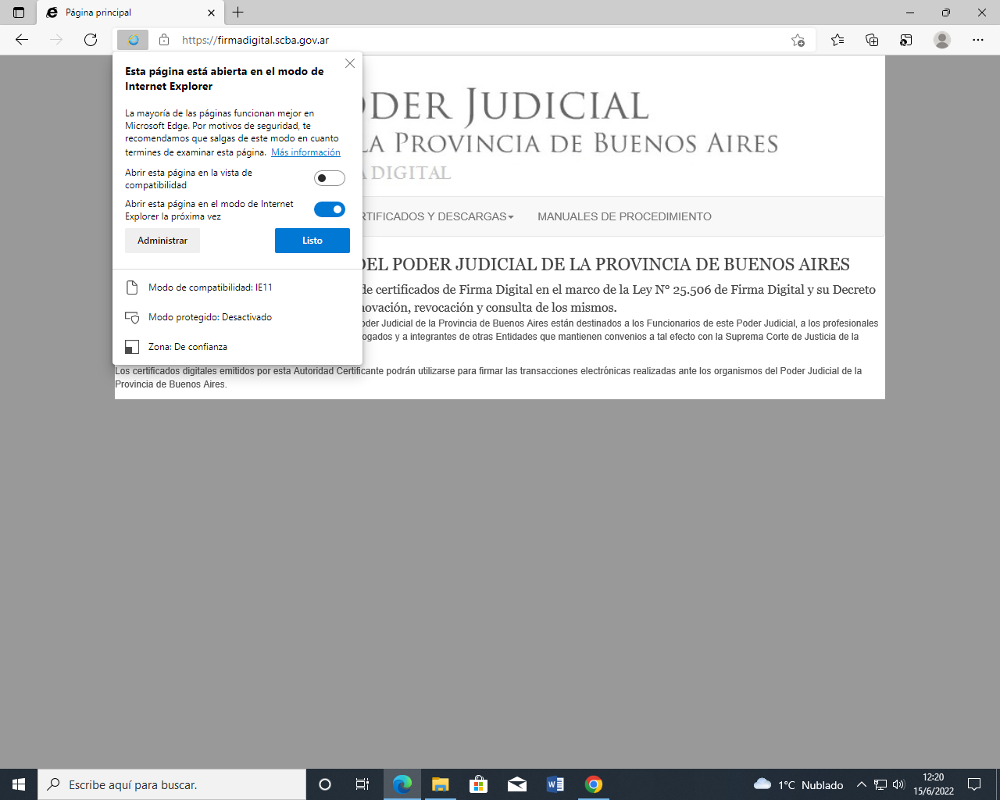 Página principal
https://firmadigital.scba.gov.ar
Esta página está abierta en el modo de
Internet Explorer
La mayoría de las páginas funcionan mejor en
Microsoft Edge. Por motivos de seguridad, te
recomendamos que salgas de este modo en cuanto
termines de examinar esta página. Más información
Abrir esta página en la vista de
compatibilidad
Abrir esta página en el modo de Internet
Explorer la próxima vez
Administrar
Listo
Modo de compatibilidad: IE11
Modo protegido: Desactivado
Zona: De confianza
ODER JUDICIAL
LA PROVINCIA DE BUENOS AIRES
A DIGITAL
RTIFICADOS Y DESCARGAS
MANUALES DE PROCEDIMIENTO
DEL PODER JUDICIAL DE LA PROVINCIA DE BUENOS AIRES
de certificados de Firma Digital en el marco de la Ley Nº 25.506 de Firma Digital y su Decreto
novación, revocación y consulta de los mismos.
oder Judicial de la Provincia de Buenos Aires están destinados a los Funcionarios de este Poder Judicial, a los profesionales
ogados y a integrantes de otras Entidades que mantienen convenios a tal efecto con la Suprema Corte de Justicia de la
Los certificados digitales emitidos por esta Autoridad Certificante podrán utilizarse para firmar las transacciones electrónicas realizadas ante los organismos del Poder Judicial de la
Provincia de Buenos Aires.
Escribe aquí para buscar.
1°C Nublado
12:20
15/6/2022